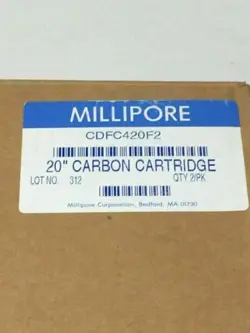 MILLIPORE
CDFC420F2
20" CARBON CARTRIDGE
LOT NO. 312 QTY 2/PK
Millipore Corporation, Bedford, MA 01730